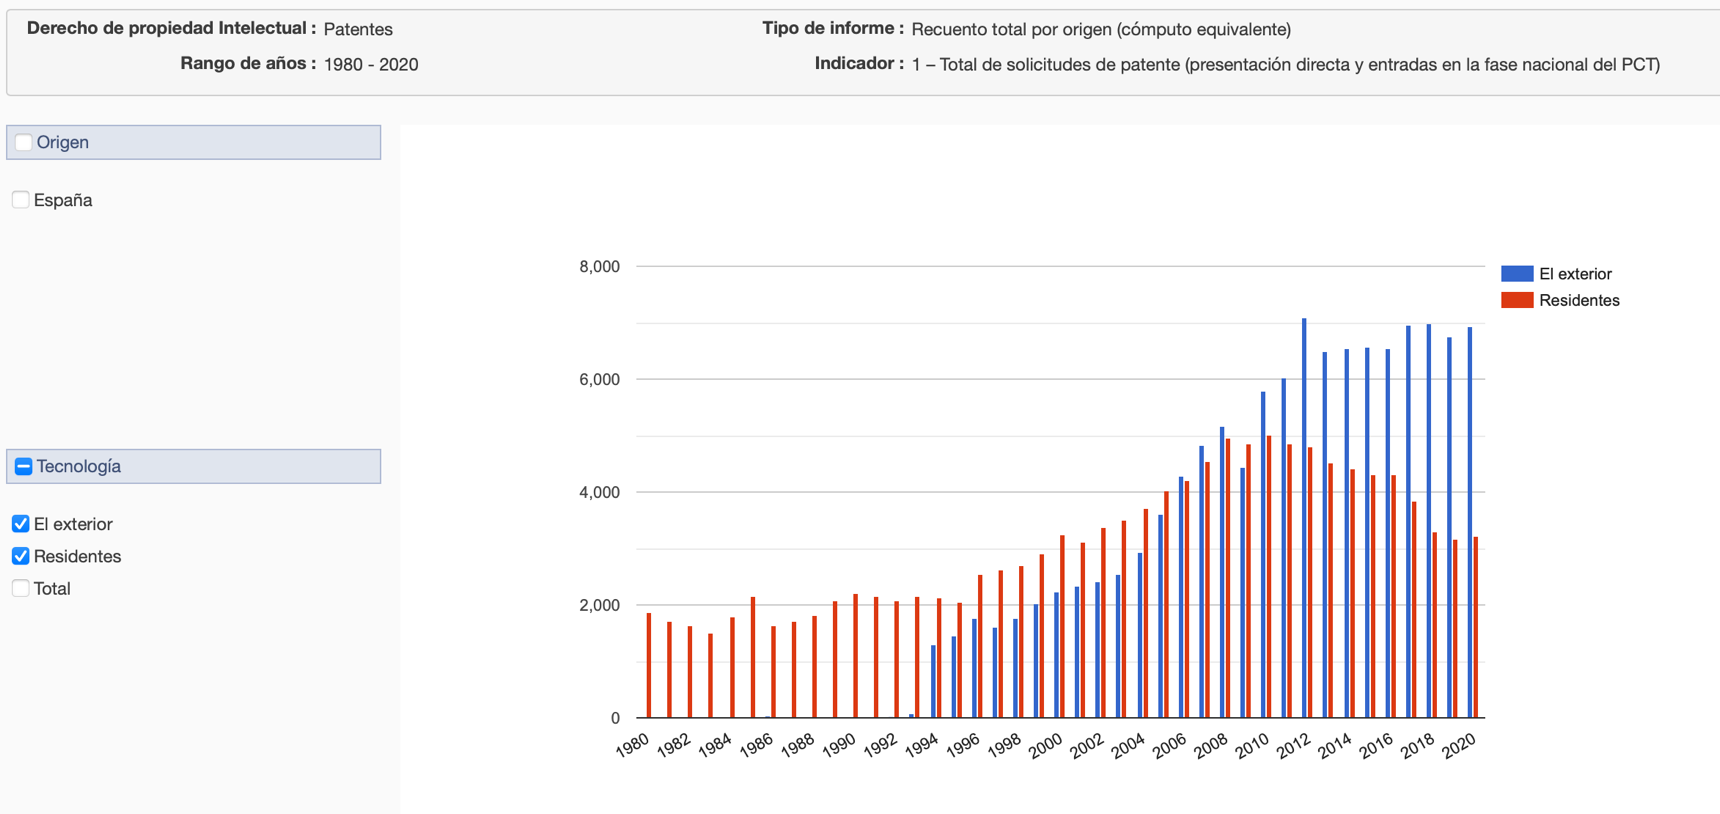 Derecho de propiedad Intelectual : Patentes
Tipo de informe : Recuento total por origen (cómputo equivalente)
Rango de años : 1980 - 2020
Indicador : 1 – Total de solicitudes de patente (presentación directa y entradas en la fase nacional del PCT)
Origen
España
Tecnología
El exterior
Residentes
Total
8,000
6,000
4,000
2,000
0
1980 1982 1984 1986 1988 1990 1992 1994 1996 1998 2000 2002 2004 2006 2008 2010 2012 2014 2016 2018 2020
El exterior
Residentes